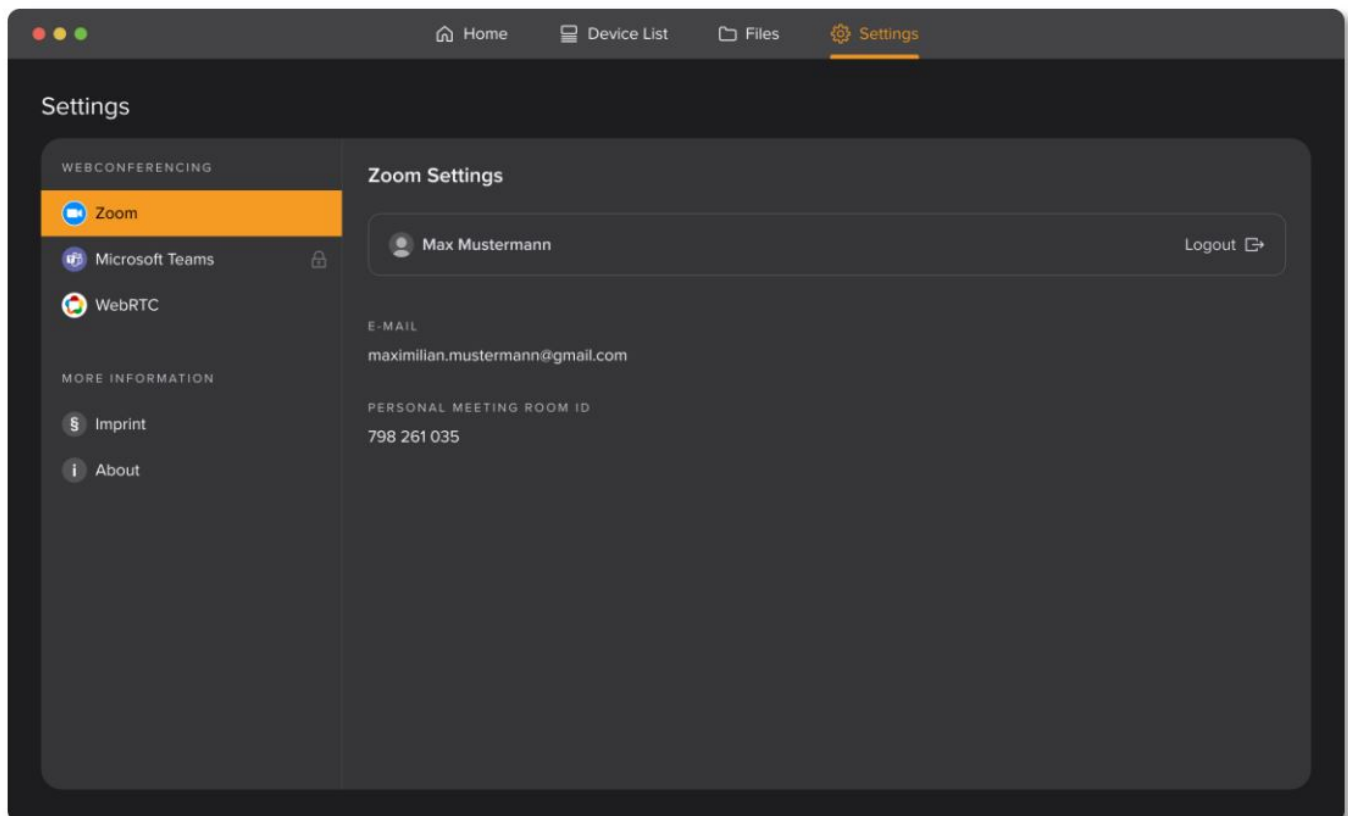 Home Device List Files Settings
Settings
WEBCONFERENCING
Zoom
Microsoft Teams
WebRTC
MORE INFORMATION
§ Imprint
i About
Zoom Settings
Max Mustermann Logout
E-MAIL
maximilian.mustermann@gmail.com
PERSONAL MEETING ROOM ID
798 261 035